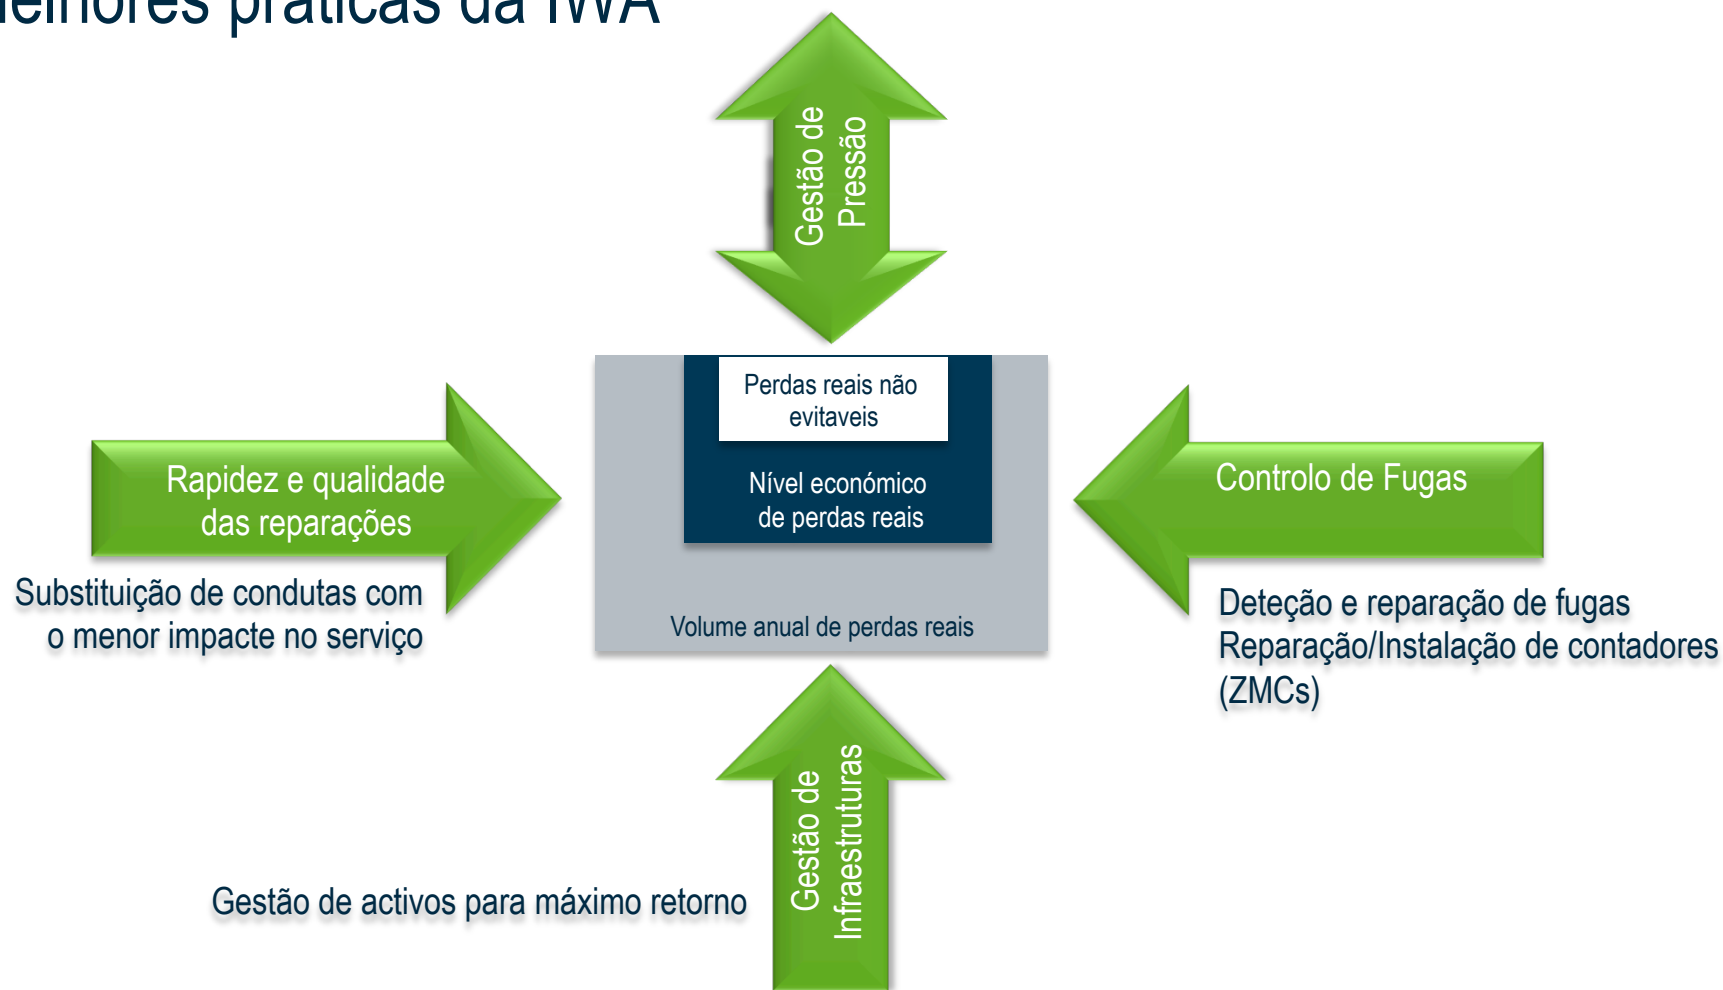 melhores práticas da IWA
Gestão de
Pressão
Perdas reais não
evitaveis
Nível económico
de perdas reais
Volume anual de perdas reais
Rapidez e qualidade
das reparações
Substituição de condutas com
o menor impacte no serviço
Controlo de Fugas
Deteção e reparação de fugas
Reparação/Instalação de contadores
(ZMCs)
Gestão de
Infraestruturas
Gestão de activos para máximo retorno